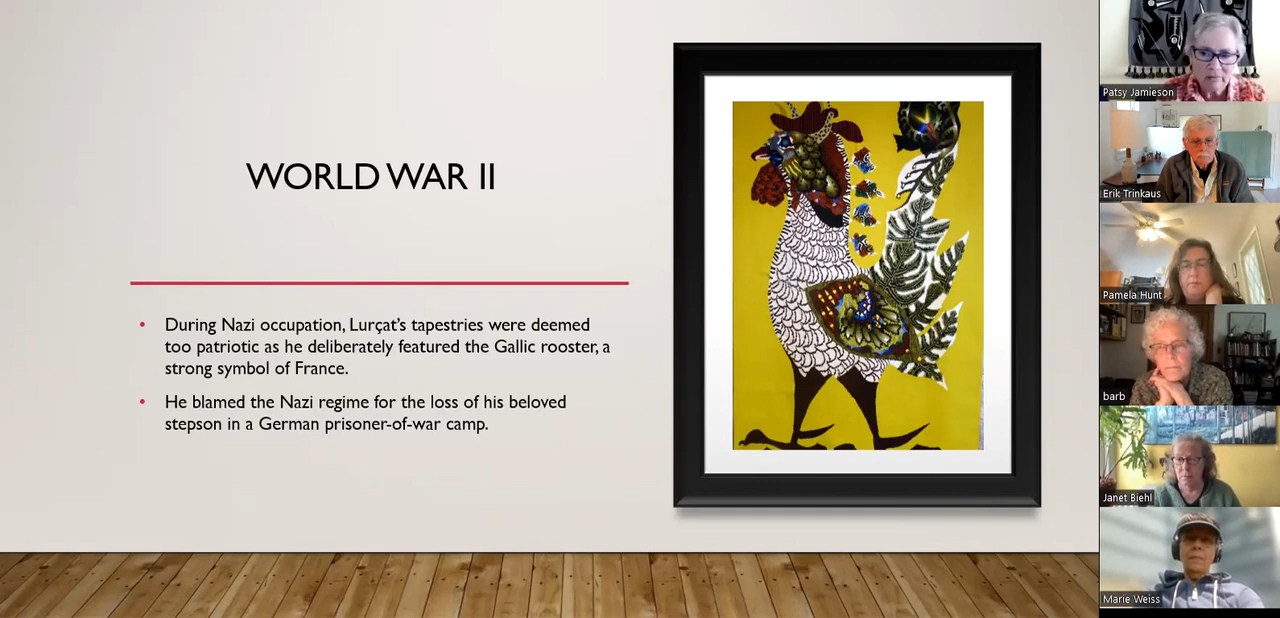 WORLD WAR II
During Nazi occupation, Lurçat's tapestries were deemed
too patriotic as he deliberately featured the Gallic rooster, a
strong symbol of France.
He blamed the Nazi regime for the loss of his beloved
stepson in a German prisoner-of-war camp.
Patsy Jamieson
Erik Trinkaus
Pamela Hunt
barb
Janet Biehl
Marie Weiss